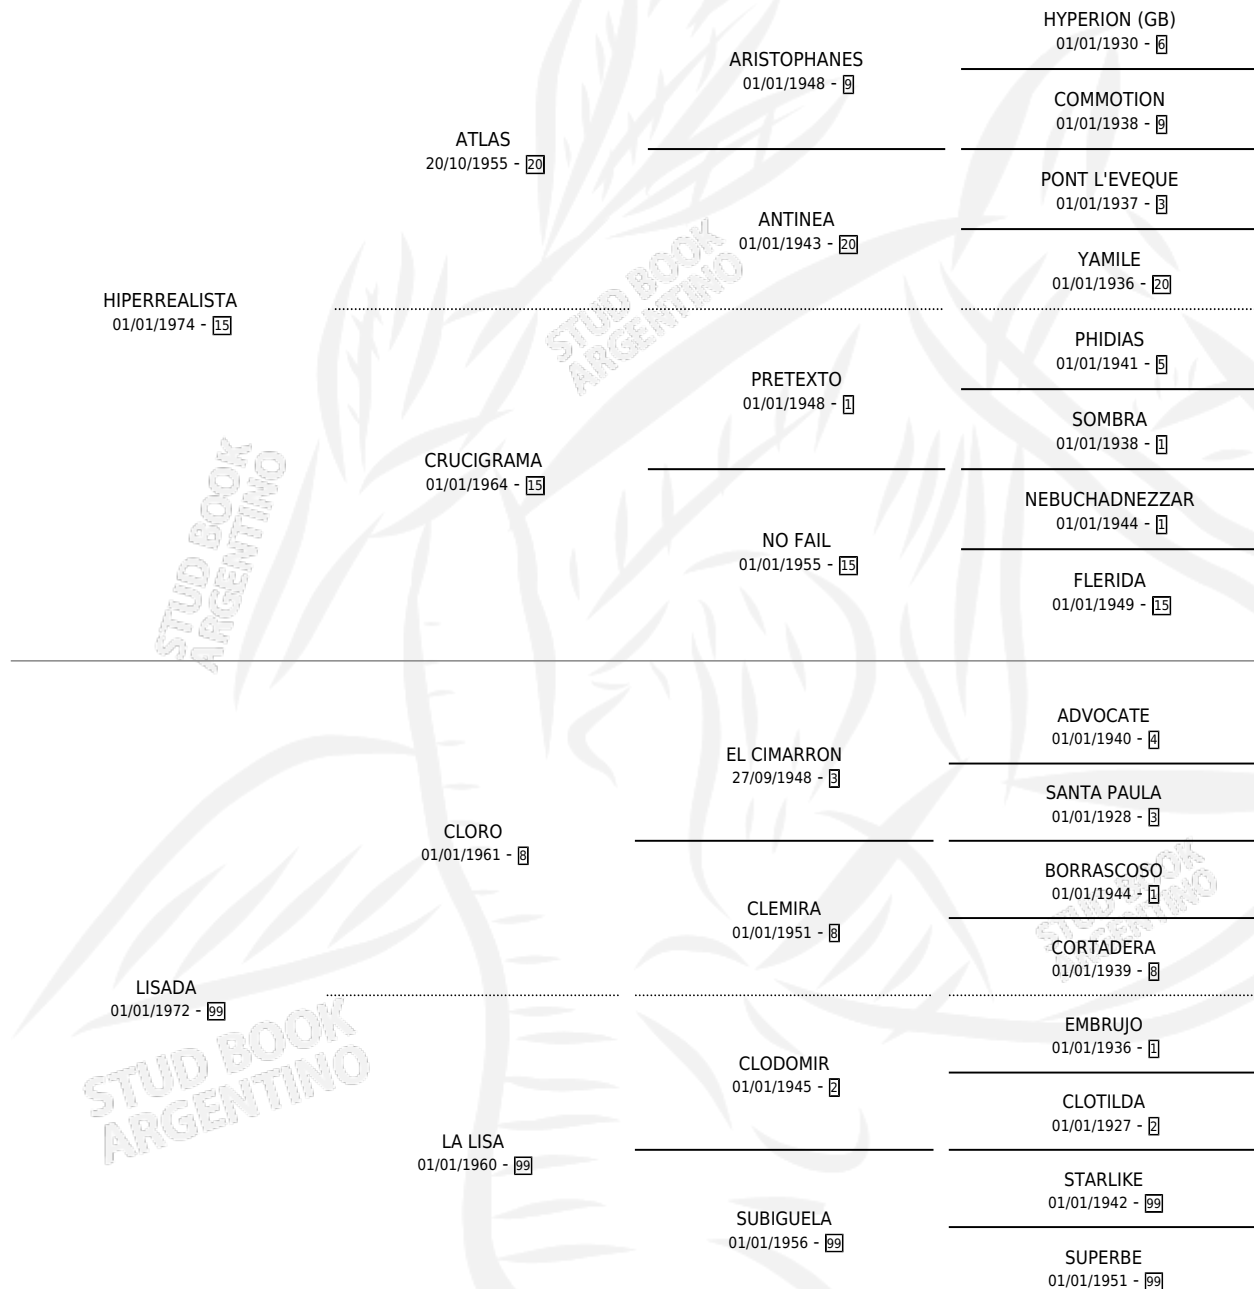 HYPERION (GB)
01/01/1930 - 6
ARISTOPHANES
01/01/1948 - 9
COMMOTION
01/01/1938 - 9
ATLAS
20/10/1955 - 20
PONT L'EVEQUE
01/01/1937 - 3
ANTINEA
01/01/1943 - 20
YAMILE
01/01/1936 - 20
HIPERREALISTA
01/01/1974 - 15
STUD BOOK
ARGENTINO
PHIDIAS
01/01/1941 - 5
PRETEXTO
01/01/1948 - 1
SOMBRA
01/01/1938 - 1
CRUCIGRAMA
01/01/1964 - 15
NEBUCHADNEZZAR
01/01/1944 - 1
NO FAIL
01/01/1955 - 15
FLERIDA
01/01/1949 - 15
STUD BOOK
ARGENTINO
ADVOCATE
01/01/1940 - 4
EL CIMARRON
27/09/1948 - 3
SANTA PAULA
01/01/1928 - 3
CLORO
01/01/1961 - 8
BORRASCOSO
01/01/1944 - 1
CLEMIRA
01/01/1951 - 8
STUD BOOK
ARGENTINO
CORTADERA
01/01/1939 - 8
LISADA
01/01/1972 - 99
STUD BOOK
ARGENTINO
EMBRUJO
01/01/1936 - 1
CLODOMIR
01/01/1945 - 2
CLOTILDA
01/01/1927 - 2
LA LISA
01/01/1960 - 99
STARLIKE
01/01/1942 - 99
SUBIGUELA
01/01/1956 - 99
SUPERBE
01/01/1951 - 99